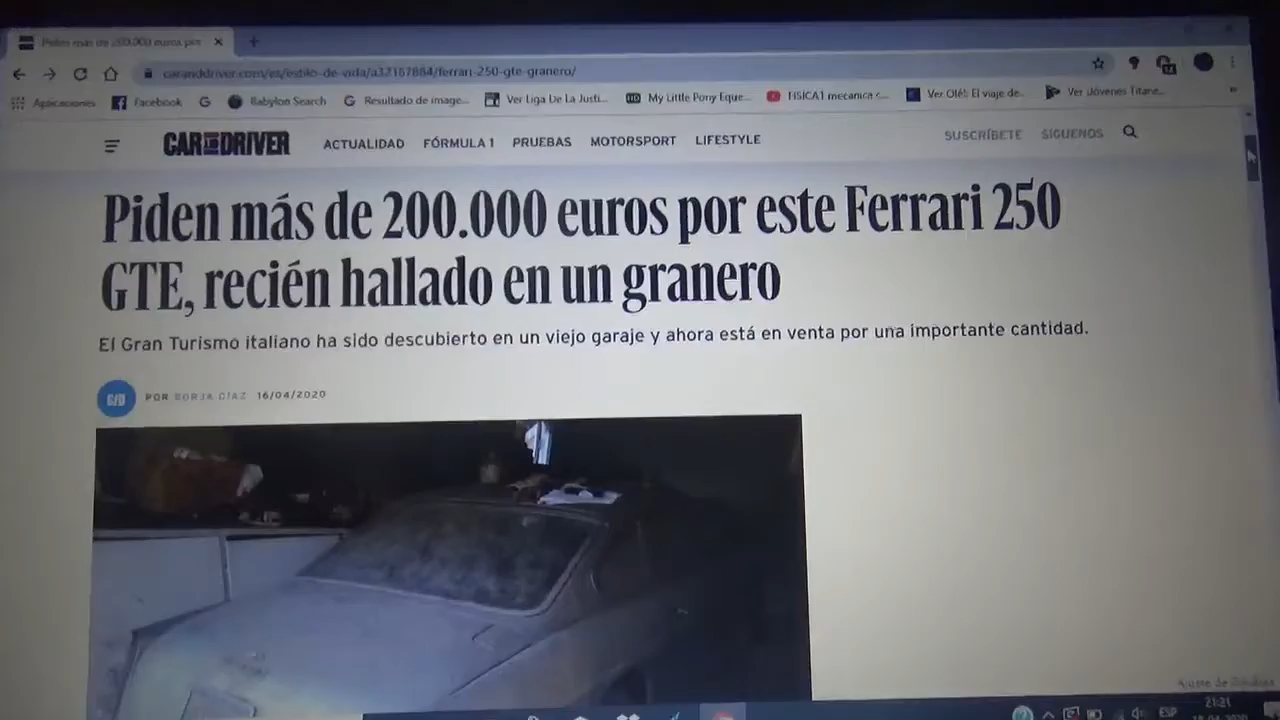 Piden más de 200.000 euros por
caranddriver.com/es/estilo-de-vida/a32167884/ferrari-250-gte-granero/
Aplicaciones Facebook Babylon Search Resultado de image... Ver Liga De La Justi... My Little Pony Eque... FISICA1 mecanica c... Ver Olé!: El viaje de... Ver Jóvenes Titane...
CAR AND DRIVER ACTUALIDAD FÓRMULA 1 PRUEBAS MOTORSPORT LIFESTYLE SUSCRÍBETE SÍGUENOS
Piden más de 200.000 euros por este Ferrari 250
GTE, recién hallado en un granero
El Gran Turismo italiano ha sido descubierto en un viejo garaje y ahora está en venta por una importante cantidad.
C/D POR BORJA DÍAZ 16/04/2020
21:21
ESP